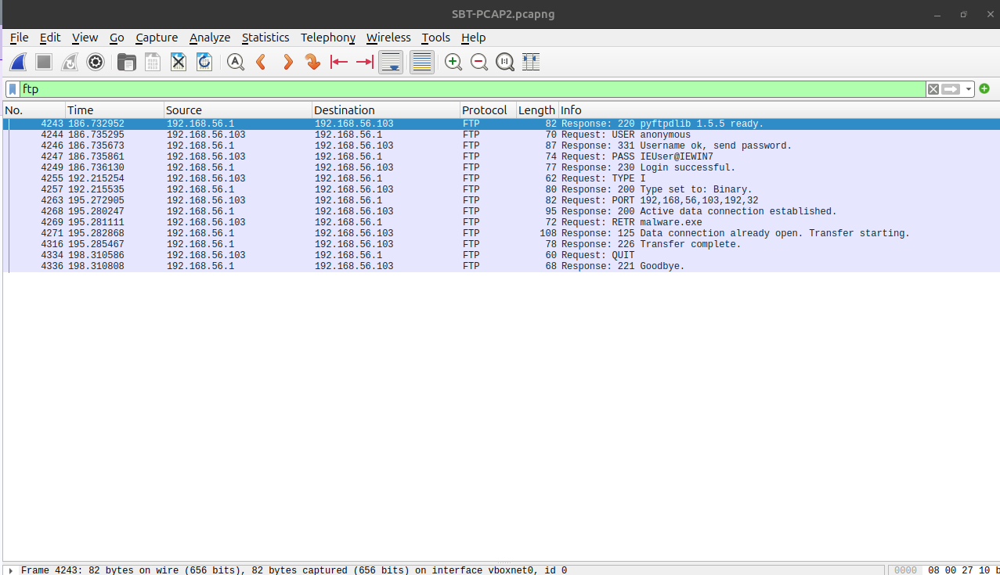 SBT-PCAP2.pcapng
File Edit View Go Capture Analyze Statistics Telephony Wireless Tools Help
ftp
No. Time Source Destination Protocol Length Info
4243 186.732952 192.168.56.1 192.168.56.103 FTP 82 Response: 220 pyftpdlib 1.5.5 ready.
4244 186.735295 192.168.56.103 192.168.56.1 FTP 70 Request: USER anonymous
4246 186.735673 192.168.56.1 192.168.56.103 FTP 87 Response: 331 Username ok, send password.
4247 186.735861 192.168.56.103 192.168.56.1 FTP 74 Request: PASS IEUser@IEWIN7
4249 186.736130 192.168.56.1 192.168.56.103 FTP 77 Response: 230 Login successful.
4255 192.215254 192.168.56.103 192.168.56.1 FTP 62 Request: TYPE I
4257 192.215535 192.168.56.1 192.168.56.103 FTP 80 Response: 200 Type set to: Binary.
4263 195.272905 192.168.56.103 192.168.56.1 FTP 82 Request: PORT 192,168,56,103,192,32
4268 195.280247 192.168.56.1 192.168.56.103 FTP 95 Response: 200 Active data connection established.
4269 195.281111 192.168.56.103 192.168.56.1 FTP 72 Request: RETR malware.exe
4271 195.282868 192.168.56.1 192.168.56.103 FTP 108 Response: 125 Data connection already open. Transfer starting.
4316 195.285467 192.168.56.1 192.168.56.103 FTP 78 Response: 226 Transfer complete.
4334 198.310586 192.168.56.103 192.168.56.1 FTP 60 Request: QUIT
4336 198.310808 192.168.56.1 192.168.56.103 FTP 68 Response: 221 Goodbye.
Frame 4243: 82 bytes on wire (656 bits), 82 bytes captured (656 bits) on interface vboxnet0, id 0
0000 08 00 27 10